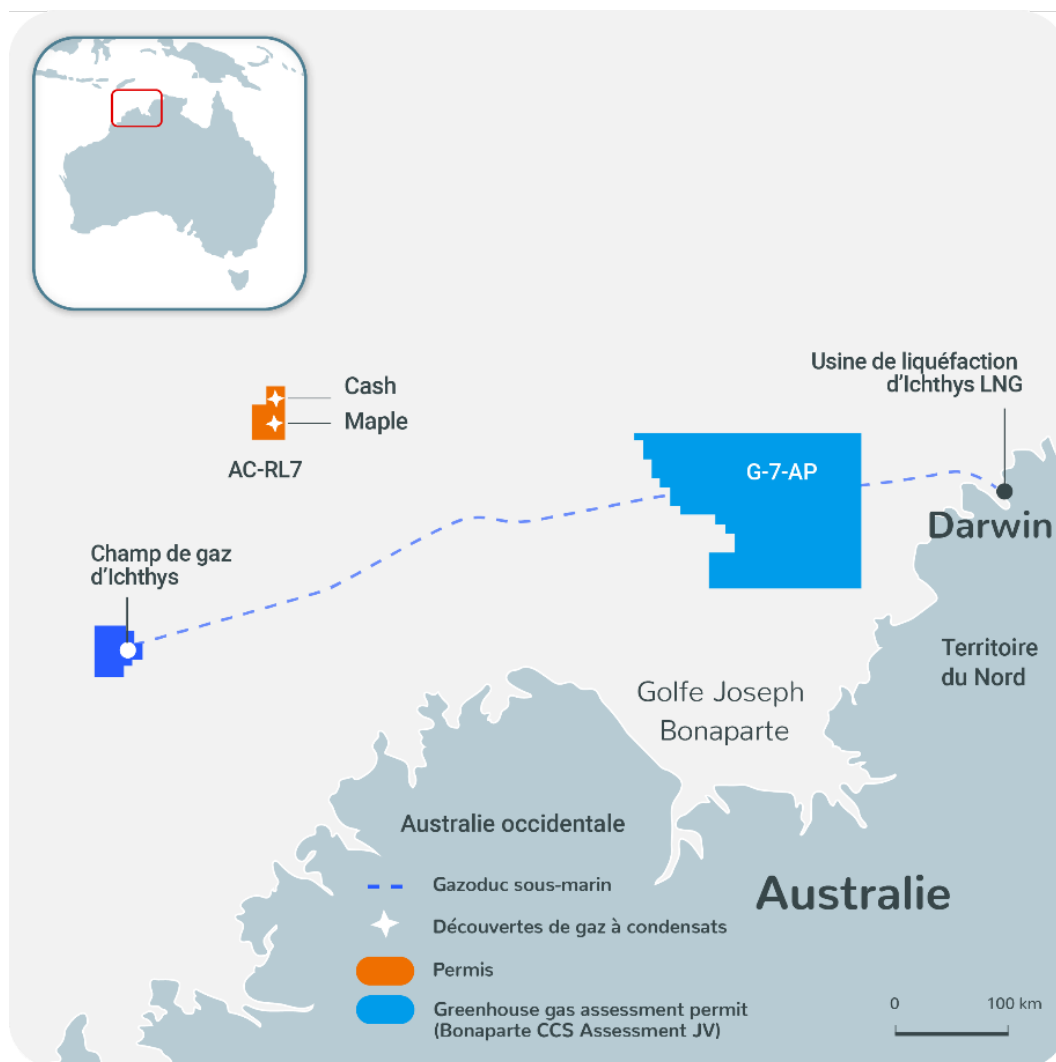 Cash
Maple
AC-RL7
Usine de liquéfaction
d’Ichthys LNG
G-7-AP
Darwin
Champ de gaz
d’Ichthys
Territoire
du Nord
Golfe Joseph
Bonaparte
Australie occidentale
Australie
Gazoduc sous-marin
Découvertes de gaz à condensats
Permis
Greenhouse gas assessment permit
(Bonaparte CCS Assessment JV)
0 100 km